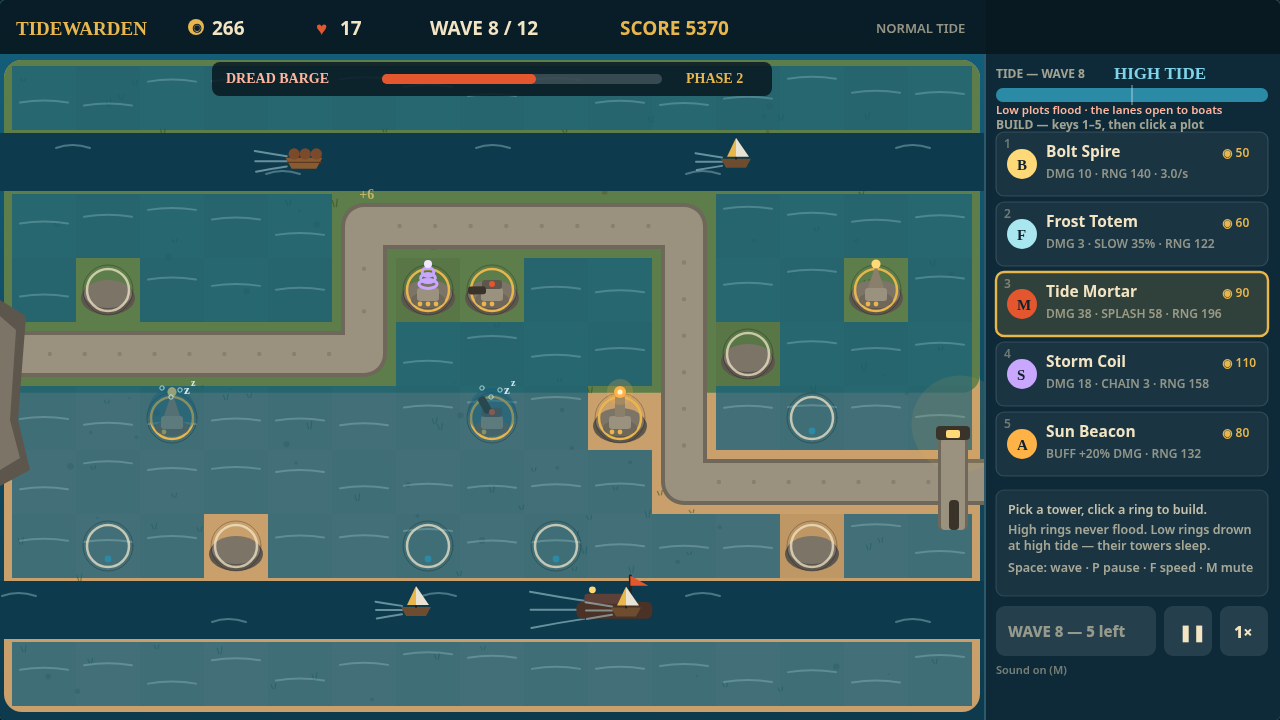 TIDEWARDEN
266
17
WAVE 8 / 12
SCORE 5370
NORMAL TIDE
DREAD BARGE
PHASE 2
TIDE — WAVE 8
HIGH TIDE
Low plots flood · the lanes open to boats
BUILD — keys 1–5, then click a plot
1
B
Bolt Spire
50
DMG 10 · RNG 140 · 3.0/s
2
F
Frost Totem
60
DMG 3 · SLOW 35% · RNG 122
3
M
Tide Mortar
90
DMG 38 · SPLASH 58 · RNG 196
4
S
Storm Coil
110
DMG 18 · CHAIN 3 · RNG 158
5
A
Sun Beacon
80
BUFF +20% DMG · RNG 132
Pick a tower, click a ring to build.
High rings never flood. Low rings drown
at high tide — their towers sleep.
Space: wave · P pause · F speed · M mute
WAVE 8 — 5 left
1×
Sound on (M)
+6
z z
z z